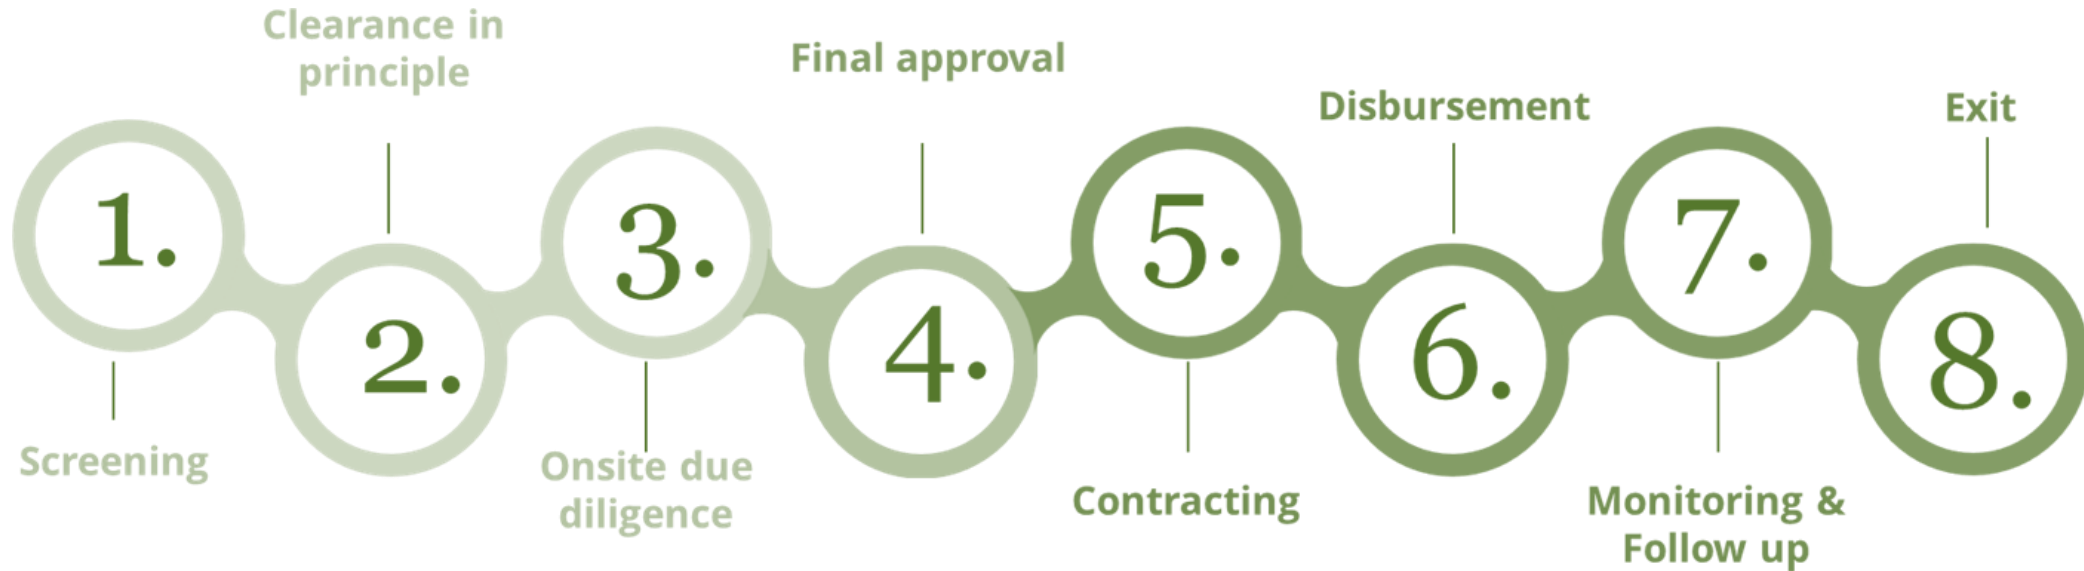 1.
Screening
Clearance in
principle
2.
3.
Onsite due
diligence
Final approval
4.
5.
Contracting
Disbursement
6.
7.
Monitoring &
Follow up
Exit
8.